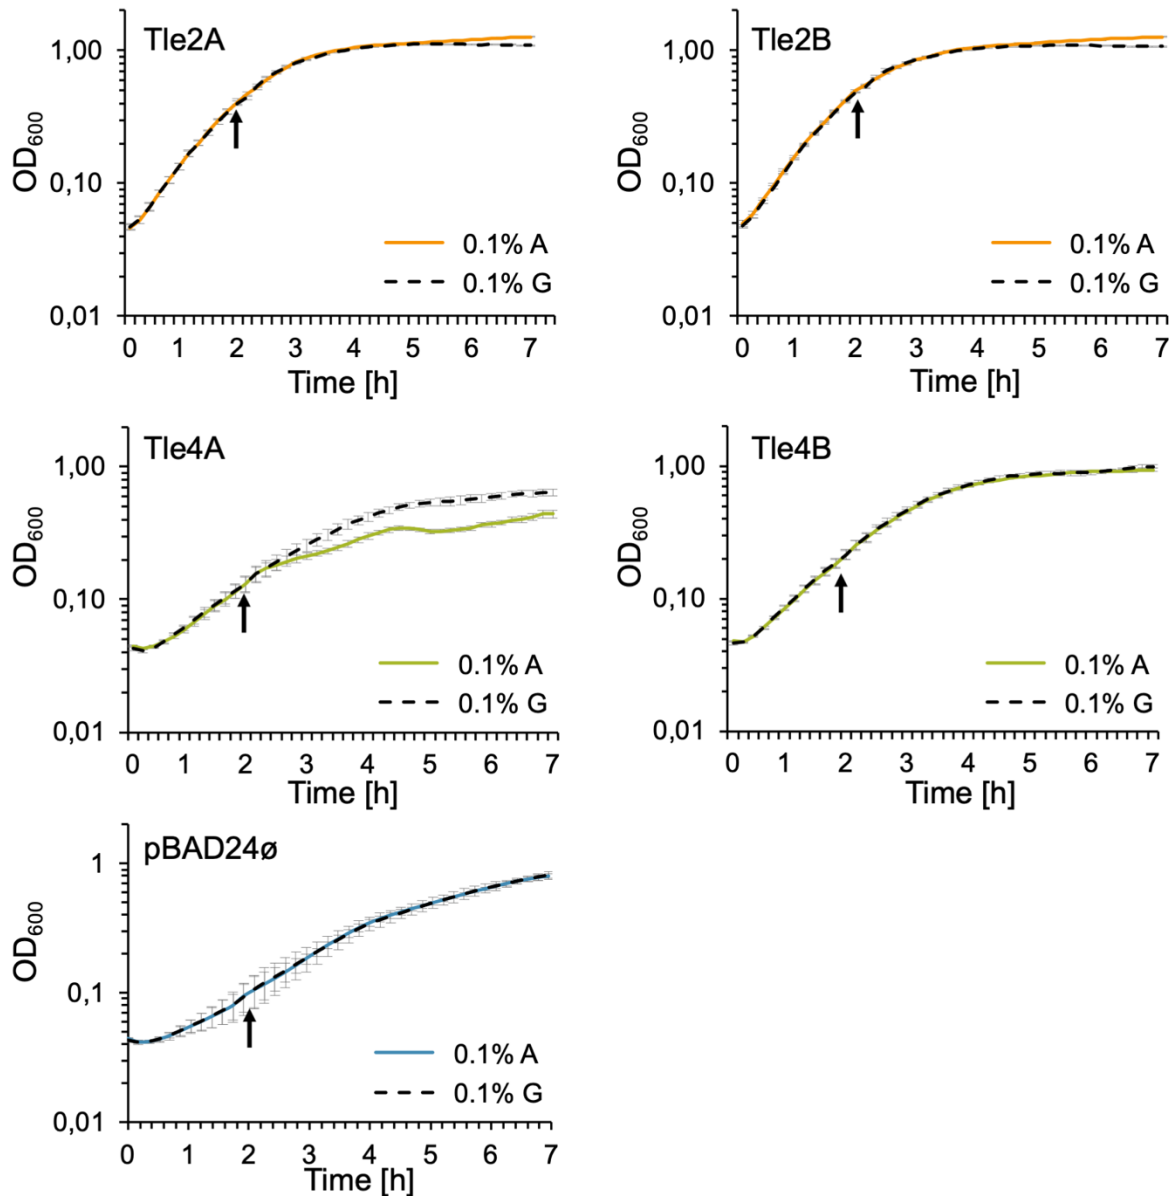 Tle2A
OD600
1,00
0,10
0,01
0.1% A
0.1% G
0 1 2 3 4 5 6 7
Time [h]
Tle2B
OD600
1,00
0,10
0,01
0.1% A
0.1% G
0 1 2 3 4 5 6 7
Time [h]
Tle4A
OD600
1,00
0,10
0,01
0.1% A
0.1% G
0 1 2 3 4 5 6 7
Time [h]
Tle4B
OD600
1,00
0,10
0,01
0.1% A
0.1% G
0 1 2 3 4 5 6 7
Time [h]
pBAD24ø
OD600
1
0,1
0,01
0.1% A
0.1% G
0 1 2 3 4 5 6 7
Time [h]